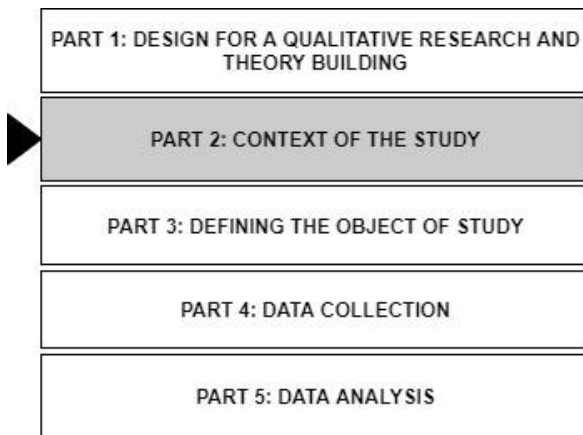 PART 1: DESIGN FOR A QUALITATIVE RESEARCH AND
THEORY BUILDING
PART 2: CONTEXT OF THE STUDY
PART 3: DEFINING THE OBJECT OF STUDY
PART 4: DATA COLLECTION
PART 5: DATA ANALYSIS